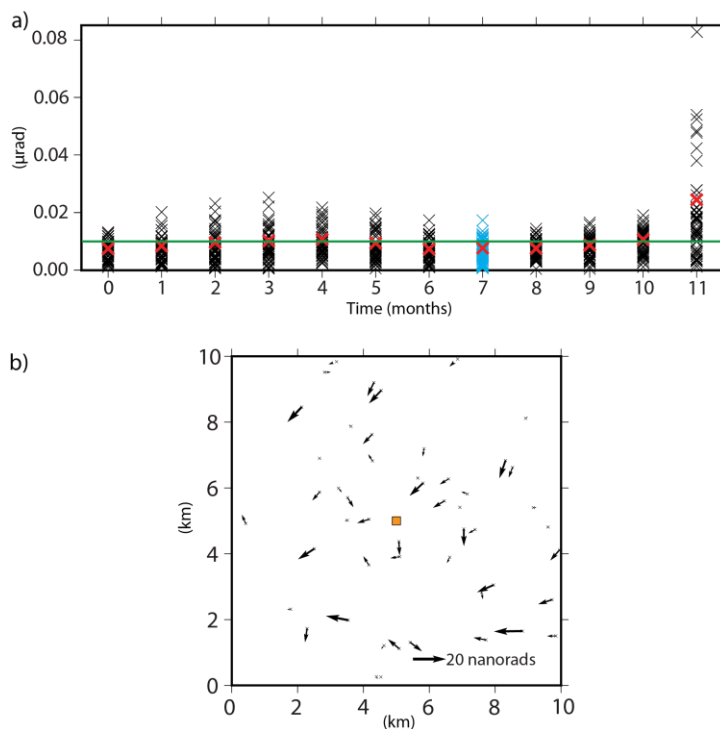 a)
0.08
0.06
(µrad)
0.04
0.02
0.00
0 1 2 3 4 5 6 7 8 9 10 11
Time (months)
b)
10
8
6
(km)
4
2
0
20 nanorads
0 2 4 6 8 10
(km)